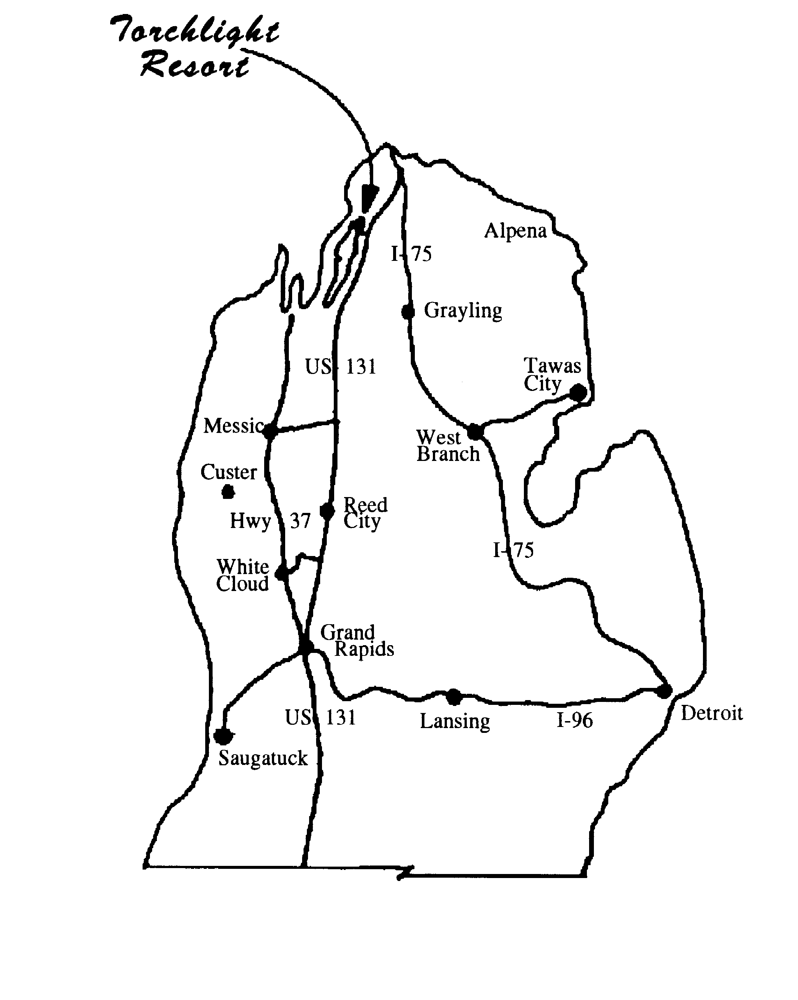 Torchlight
Resort
Alpena
I-75
Grayling
US 131
Tawas
City
Messic
West
Branch
Custer
Reed
City
Hwy 37
I-75
White
Cloud
Grand
Rapids
US 131
Lansing
I-96
Detroit
Saugatuck